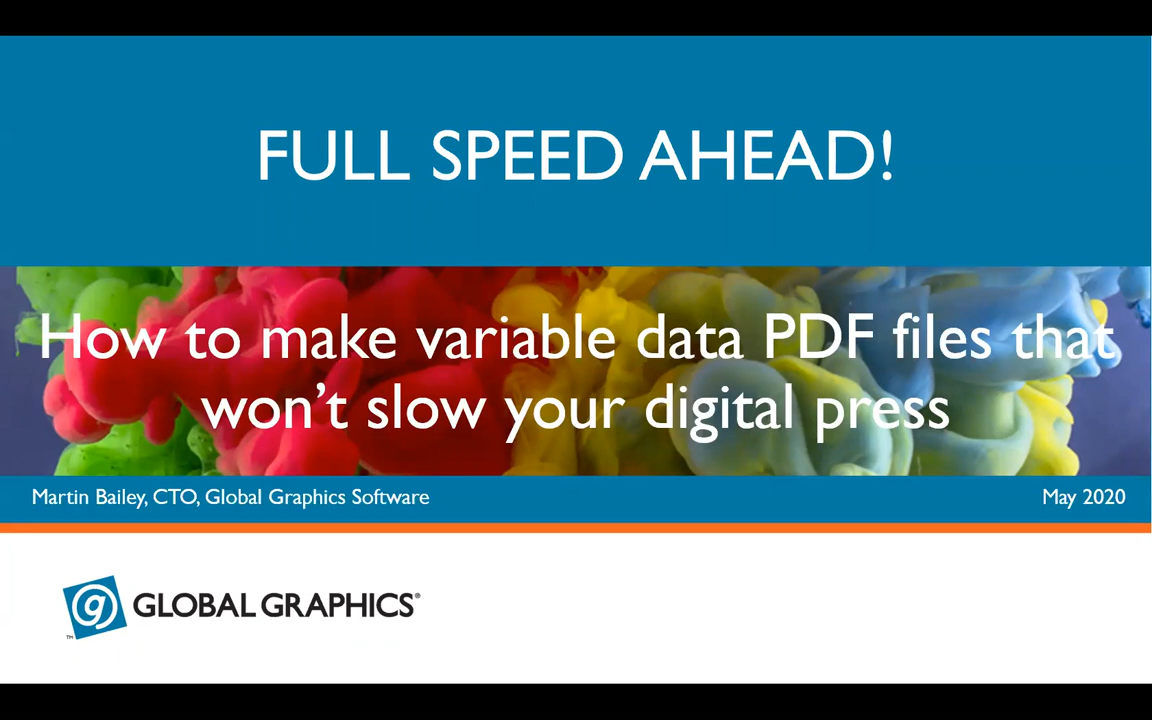 FULL SPEED AHEAD!
How to make variable data PDF files that
won't slow your digital press
Martin Bailey, CTO, Global Graphics Software
May 2020
g GLOBAL GRAPHICS®
™